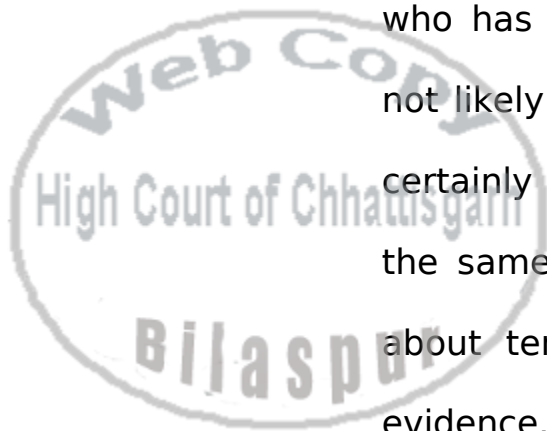 who has
Web Copy
not likely
High Court of Chhattisgarh
certainly
the same
about ter
Bilaspur
evidence.